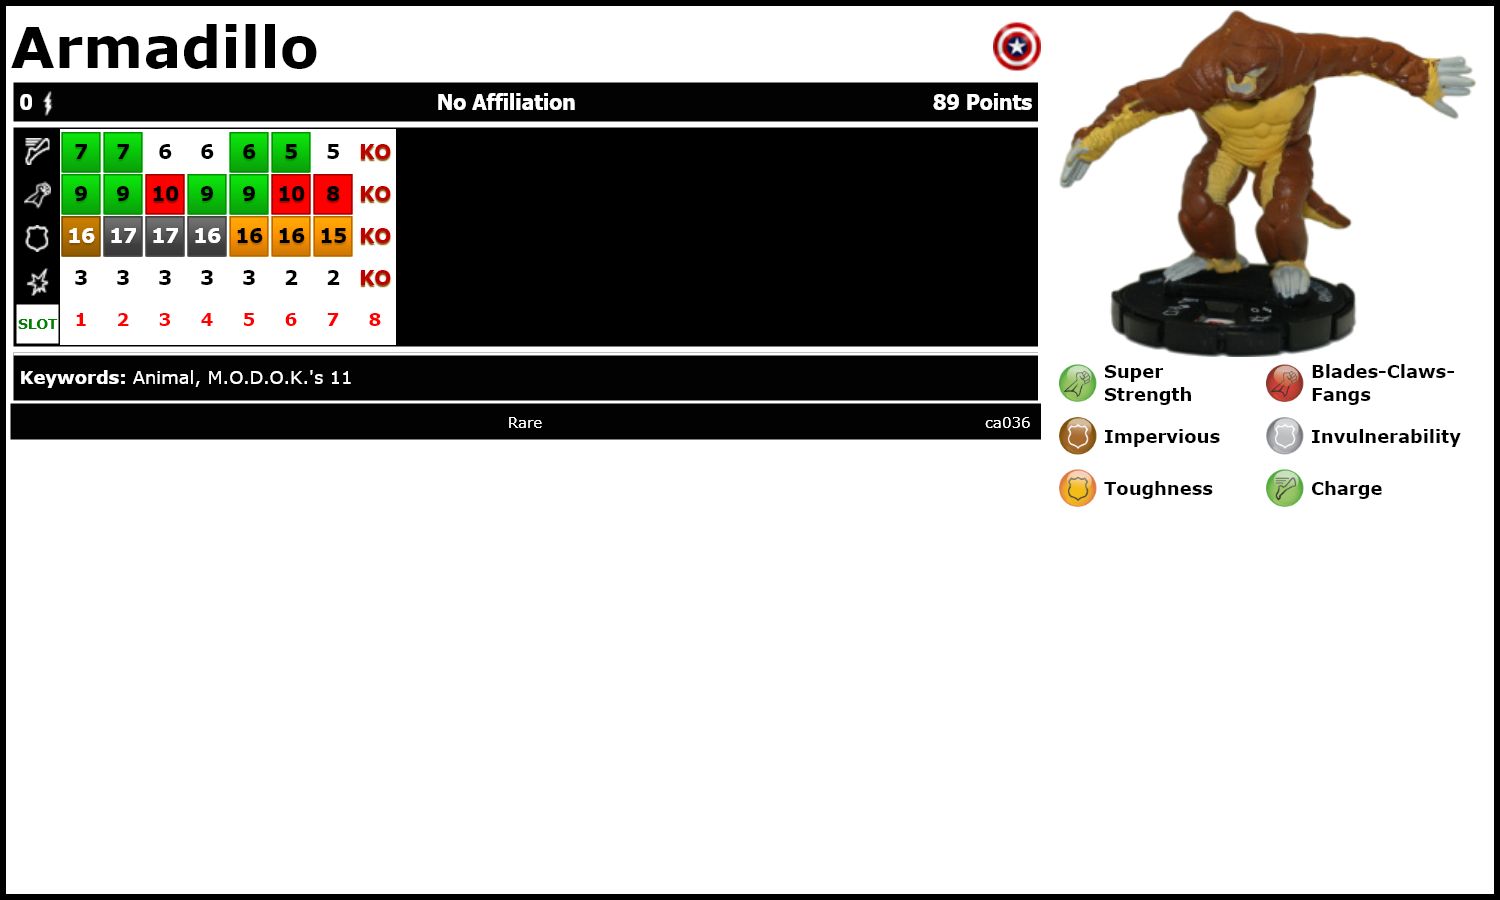 Armadillo
0 No Affiliation 89 Points
7 7 6 6 6 5 5 KO
9 9 10 9 9 10 8 KO
16 17 17 16 16 16 15 KO
3 3 3 3 3 2 2 KO
SLOT 1 2 3 4 5 6 7 8
Keywords: Animal, M.O.D.O.K.'s 11
Rare ca036
Super
Strength
Blades-Claws-
Fangs
Impervious
Invulnerability
Toughness
Charge